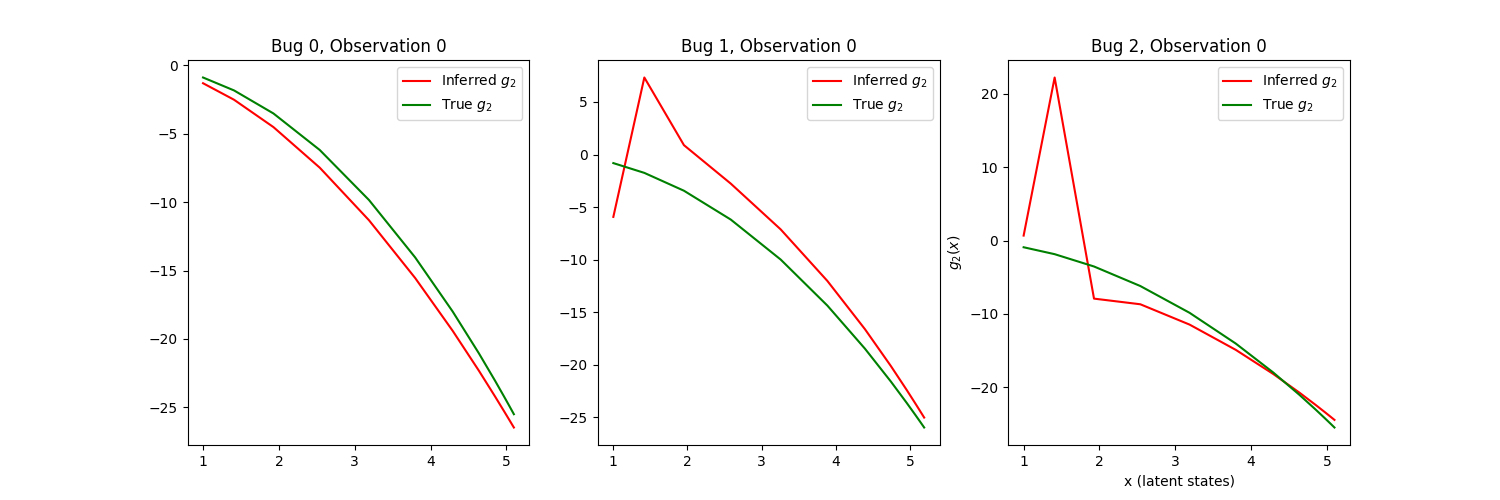 Bug 0, Observation 0
Inferred g₂
True g₂
0
−5
−10
−15
−20
−25
1 2 3 4 5
Bug 1, Observation 0
Inferred g₂
True g₂
5
0
−5
−10
−15
−20
−25
1 2 3 4 5
Bug 2, Observation 0
Inferred g₂
True g₂
g₂(x)
20
10
0
−10
−20
1 2 3 4 5
x (latent states)